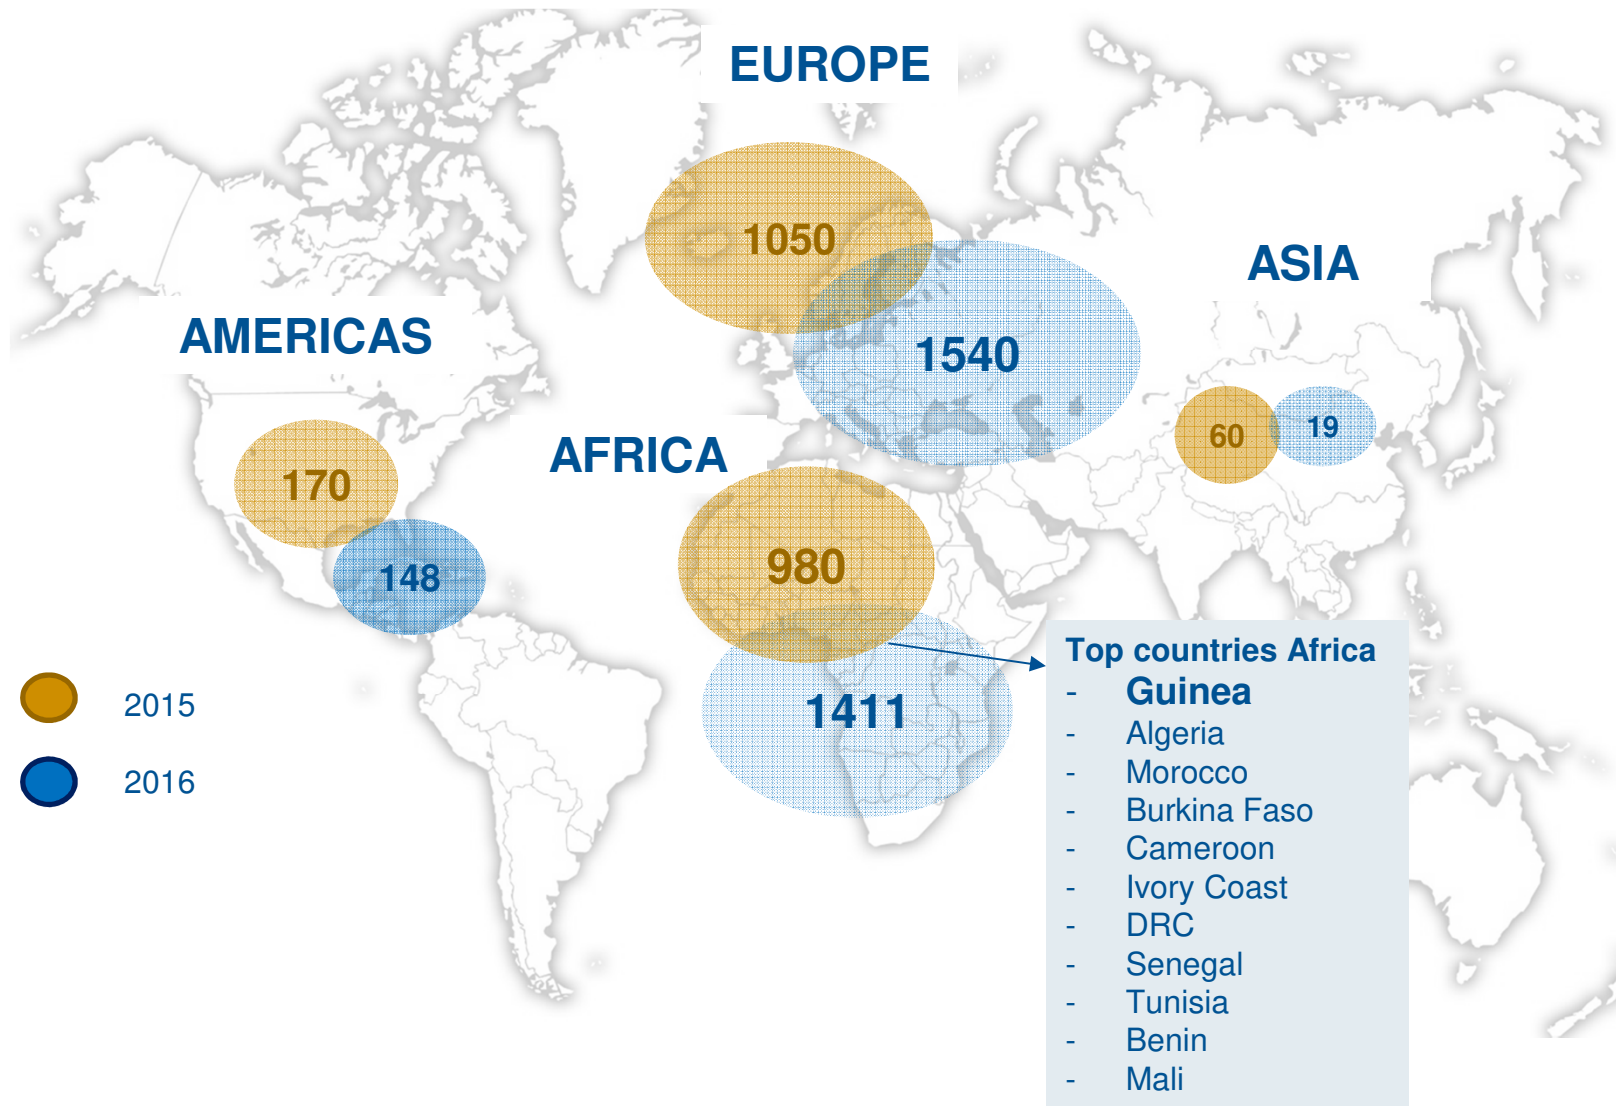 EUROPE
1050
ASIA
AMERICAS
1540
60
19
AFRICA
170
980
148
Top countries Africa
- Guinea
1411
2015
- Algeria
- Morocco
2016
- Burkina Faso
- Cameroon
- Ivory Coast
- DRC
- Senegal
- Tunisia
- Benin
- Mali